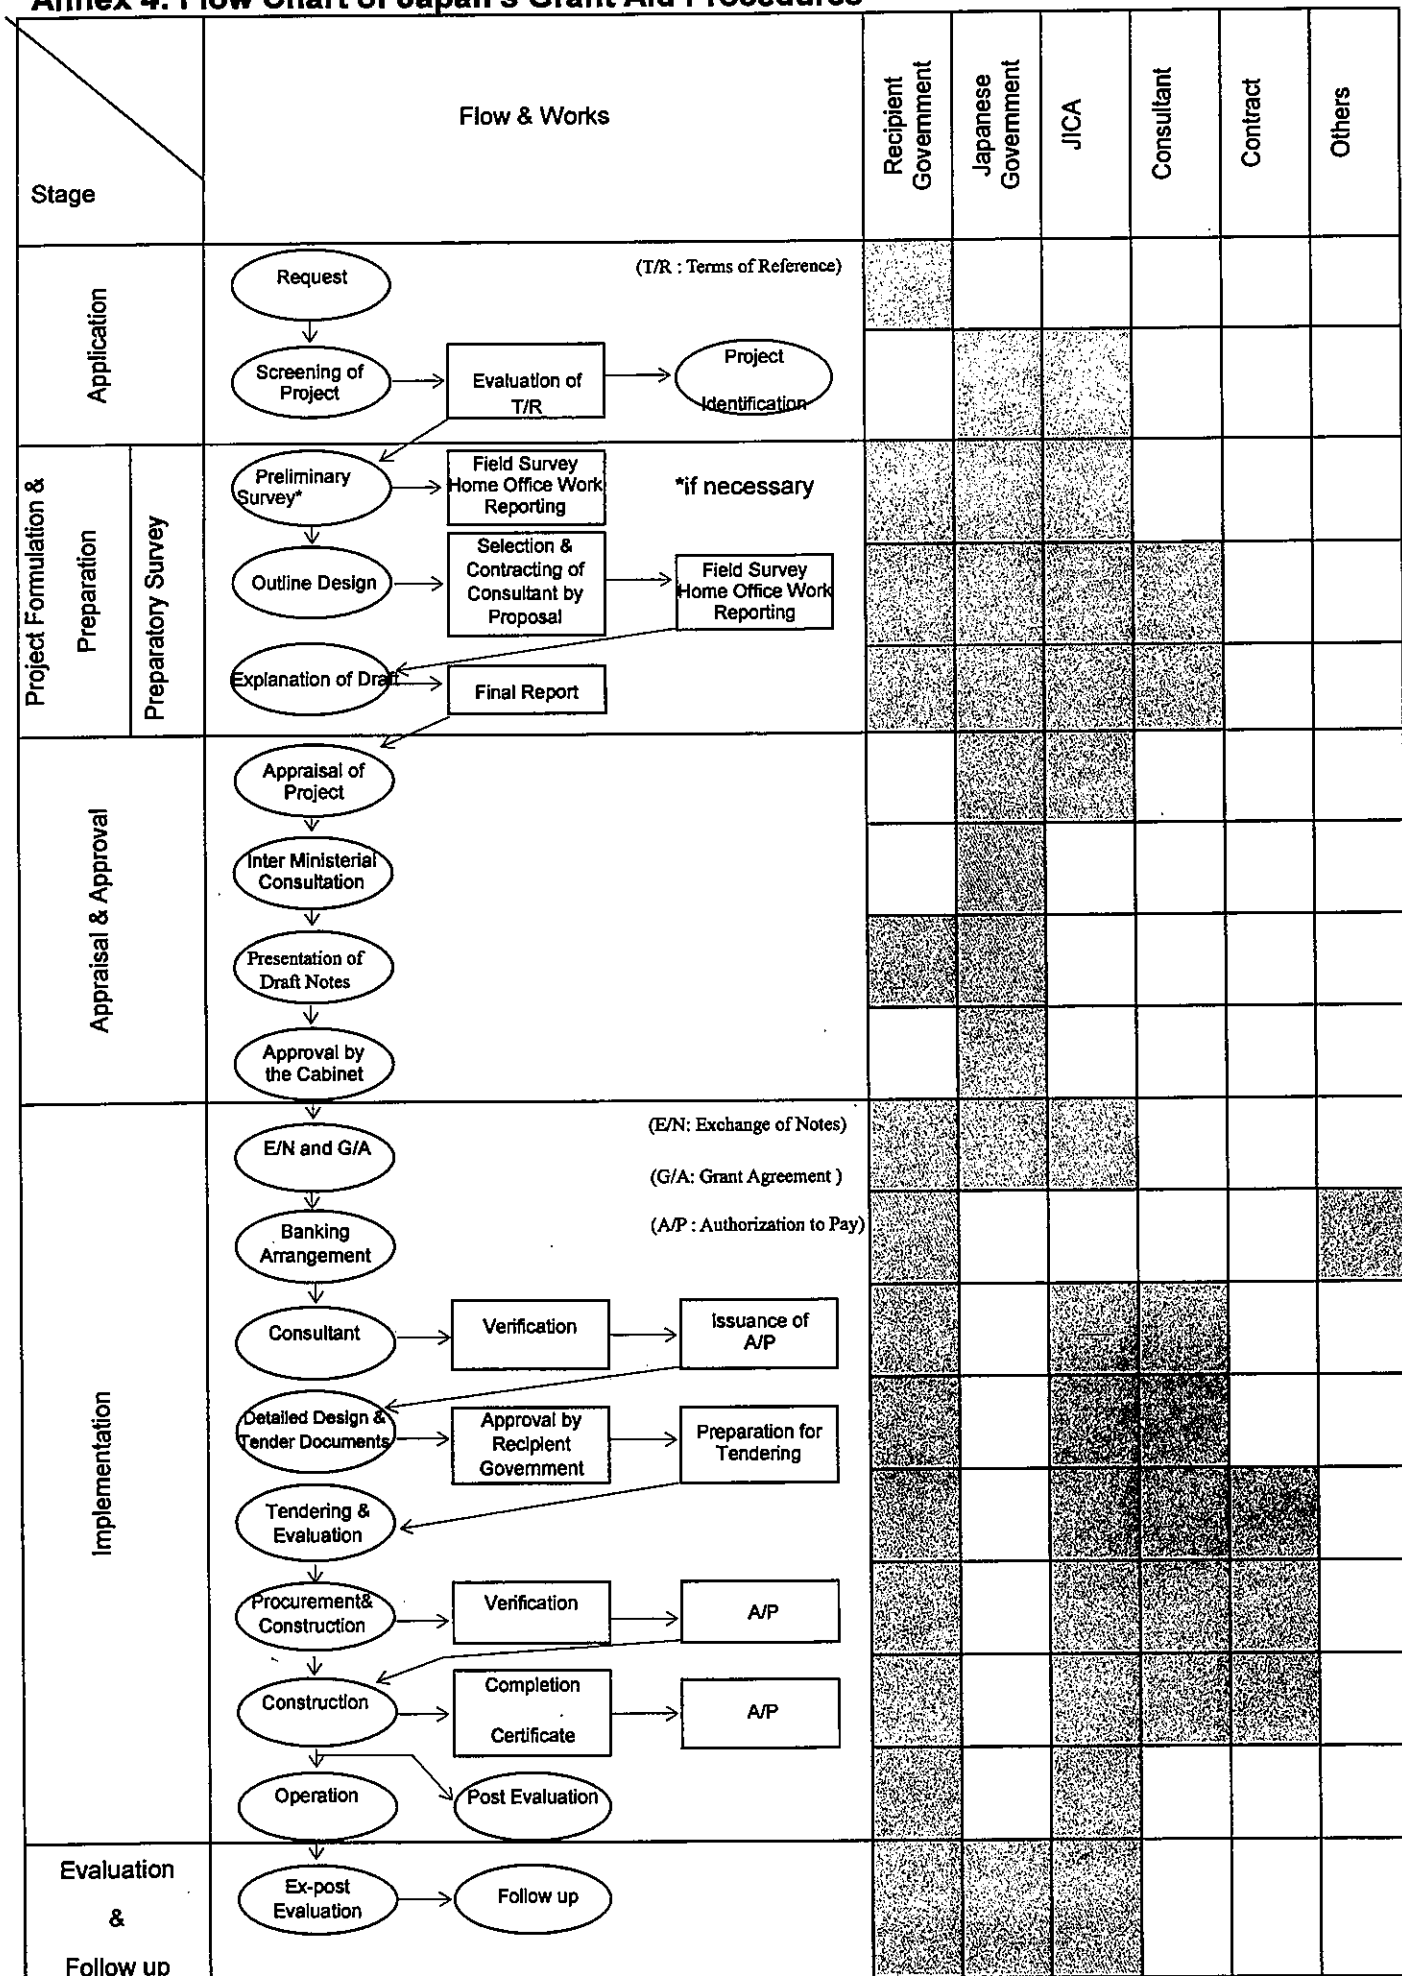 Annex 4: Flow Chart of Japan's Grant Aid Procedures
Stage
Flow & Works
Recipient
Government
Japanese
Government
JICA
Consultant
Contract
Others
Application
Request
(T/R : Terms of Reference)
Screening of
Project
Evaluation of
T/R
Project
Identification
Project Formulation &
Preparation
Preparatory Survey
Preliminary
Survey*
Field Survey
Home Office Work
Reporting
*if necessary
Outline Design
Selection &
Contracting of
Consultant by
Proposal
Field Survey
Home Office Work
Reporting
Explanation of Draft
Final Report
Appraisal & Approval
Appraisal of
Project
Inter Ministerial
Consultation
Presentation of
Draft Notes
Approval by
the Cabinet
Implementation
E/N and G/A
(E/N: Exchange of Notes)
(G/A: Grant Agreement )
(A/P : Authorization to Pay)
Banking
Arrangement
Consultant
Verification
Issuance of
A/P
Detailed Design &
Tender Documents
Approval by
Recipient
Government
Preparation for
Tendering
Tendering &
Evaluation
Procurement&
Construction
Verification
A/P
Construction
Completion
Certificate
A/P
Operation
Post Evaluation
Evaluation
&
Follow up
Ex-post
Evaluation
Follow up